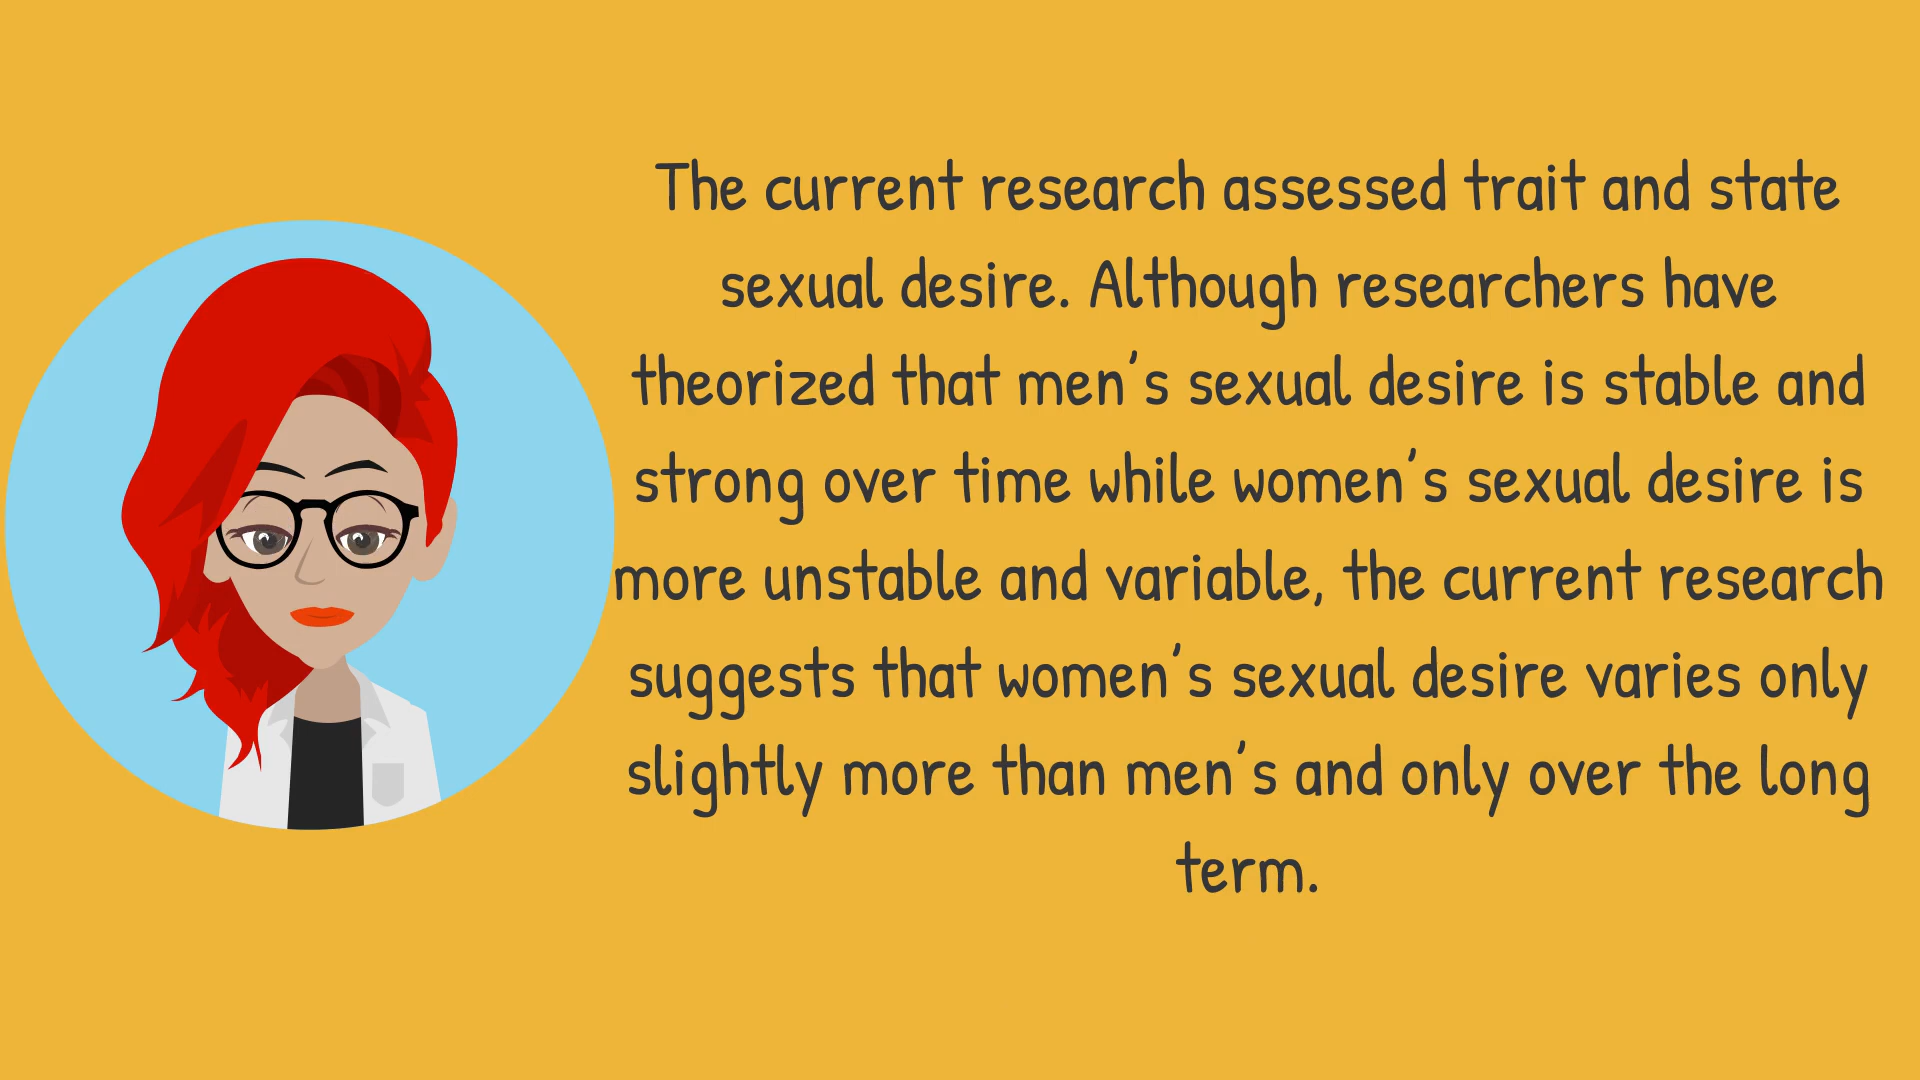 The current research assessed trait and state
sexual desire. Although researchers have
theorized that men's sexual desire is stable and
strong over time while women's sexual desire is
more unstable and variable, the current research
suggests that women's sexual desire varies only
slightly more than men's and only over the long
term.